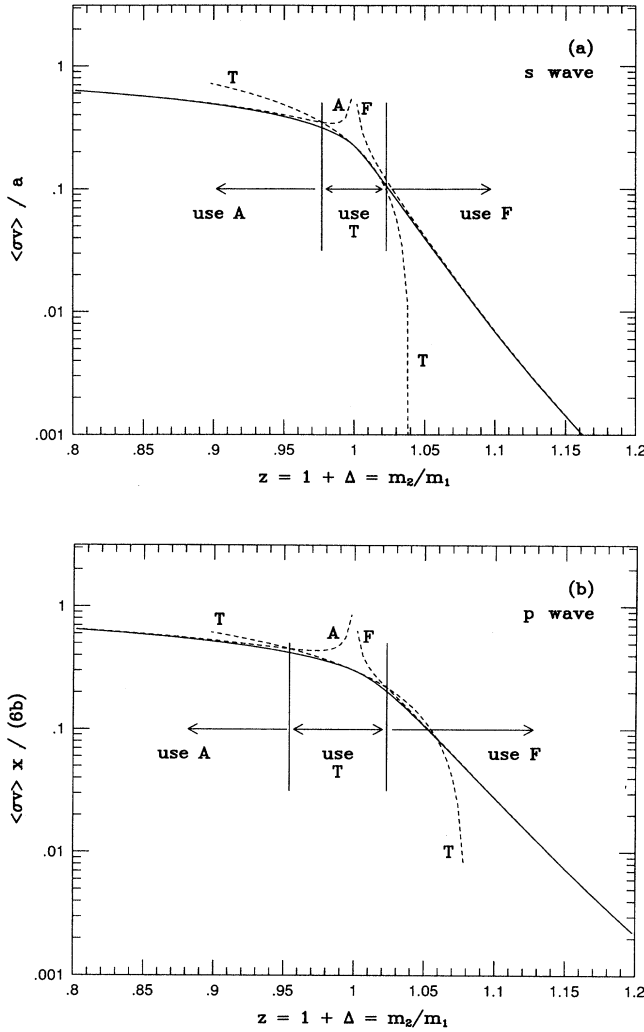 (a)
s wave
1
.1
.01
.001
<σv> / a
T
A
F
use A
use
T
use F
T
.8
.85
.9
.95
1
1.05
1.1
1.15
1.2
z = 1 + Δ = m₂/m₁
(b)
p wave
1
.1
.01
.001
<σv> x / (6b)
T
A
F
use A
use
T
use F
T
.8
.85
.9
.95
1
1.05
1.1
1.15
1.2
z = 1 + Δ = m₂/m₁